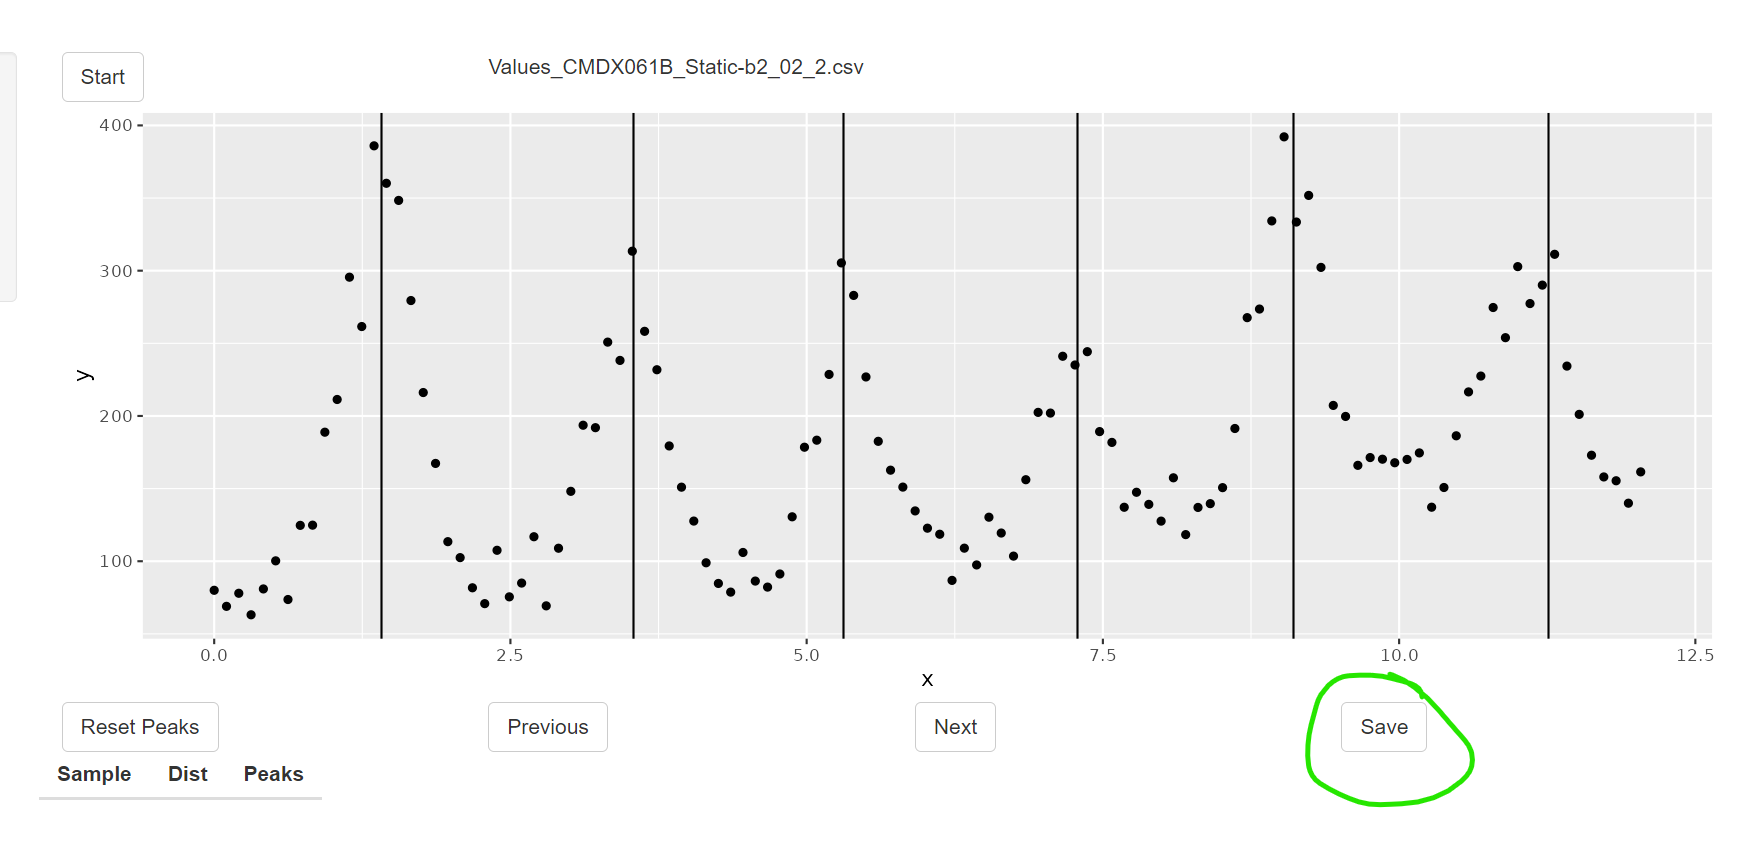 Start
Values_CMDX061B_Static-b2_02_2.csv
400
300
200
100
y
0.0 2.5 5.0 7.5 10.0 12.5
x
Reset Peaks Previous Next Save
Sample Dist Peaks